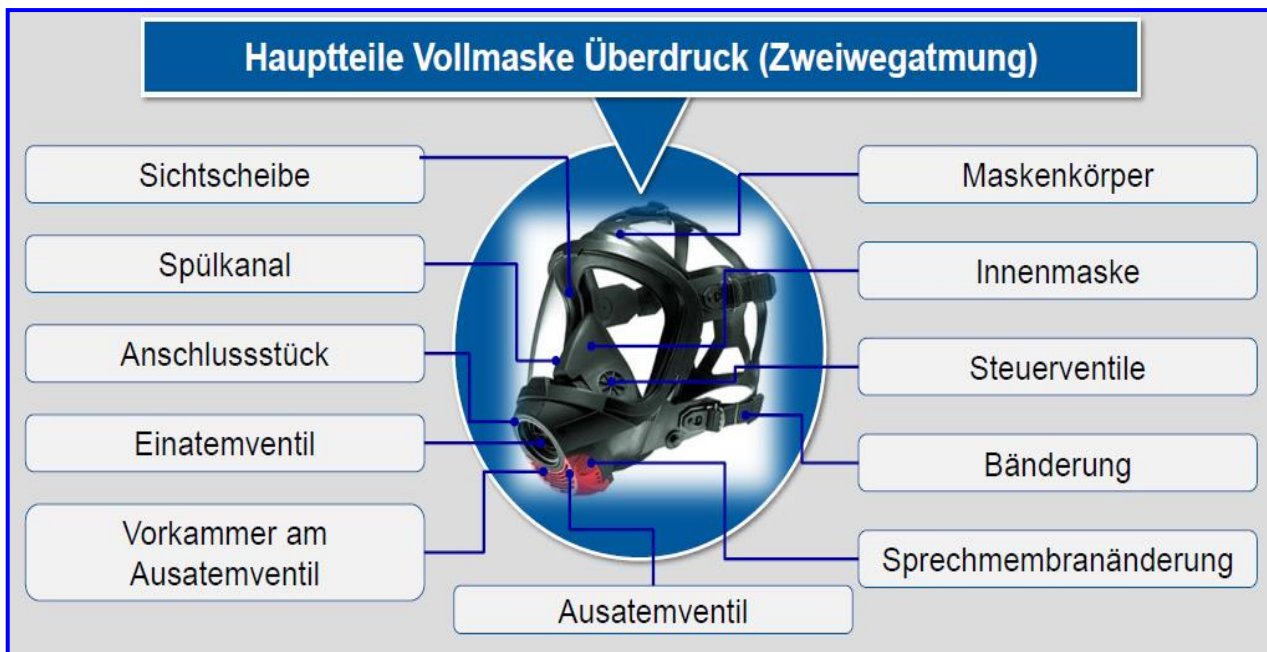 Hauptteile Vollmaske Überdruck (Zweiwegatmung)
Sichtscheibe
Spülkanal
Anschlussstück
Einatemventil
Vorkammer am
Ausatemventil
Ausatemventil
Maskenkörper
Innenmaske
Steuerventile
Bänderung
Sprechmembranänderung